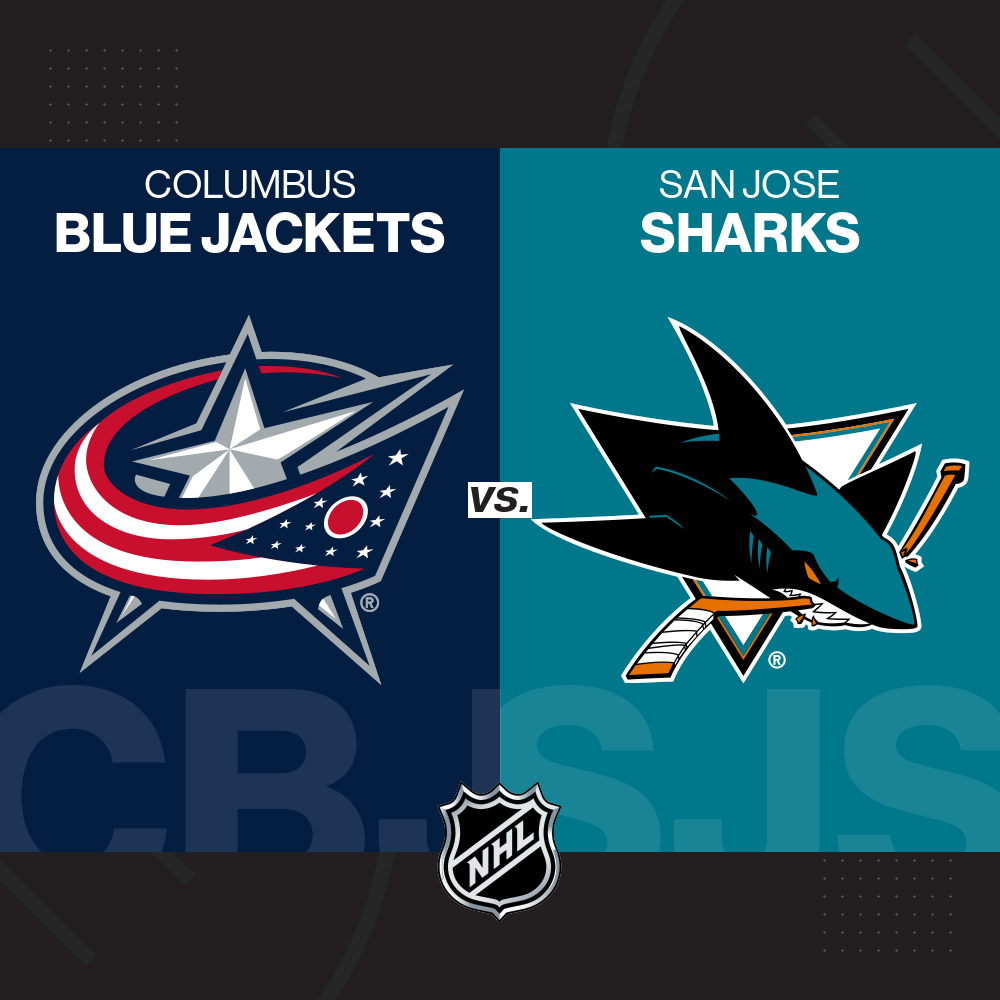 COLUMBUS
BLUE JACKETS
SAN JOSE
SHARKS
VS.
®
®
CBJ
SJS
NHL